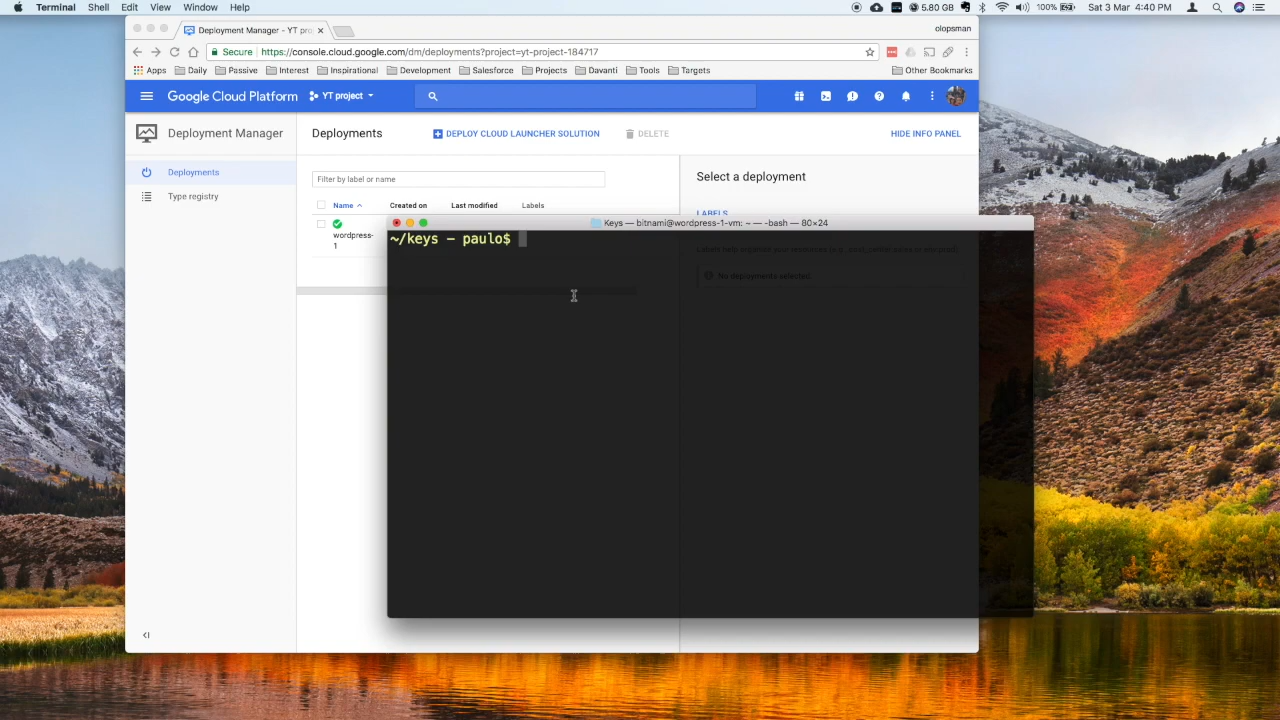 Terminal Shell Edit View Window Help 5.80 GB 100% Sat 3 Mar 4:40 PM
Deployment Manager - YT pro olopsman
Secure https://console.cloud.google.com/dm/deployments?project=yt-project-184717
Apps Daily Passive Interest Inspirational Development Salesforce Projects Davanti Tools Targets Other Bookmarks
Google Cloud Platform YT project
Deployment Manager Deployments DEPLOY CLOUD LAUNCHER SOLUTION DELETE HIDE INFO PANEL
Deployments
Type registry
Filter by label or name
Name Created on Last modified Labels
wordpress-
1
Select a deployment
LABELS
No deployments selected
Keys — bitnami@wordpress-1-vm: ~ — -bash — 80×24
~/keys – paulo$